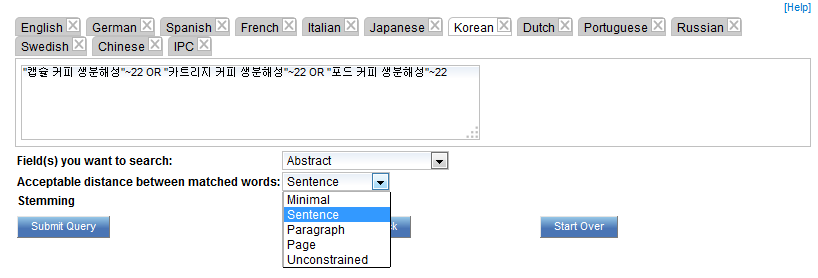 [Help]
English German Spanish French Italian Japanese Korean Dutch Portuguese Russian
Swedish Chinese IPC
"캡슐 커피 생분해성"~22 OR "카트리지 커피 생분해성"~22 OR "포드 커피 생분해성"~22
Field(s) you want to search: Abstract
Acceptable distance between matched words: Sentence
Stemming Minimal
Sentence
Paragraph
Page
Unconstrained
Submit Query Start Over